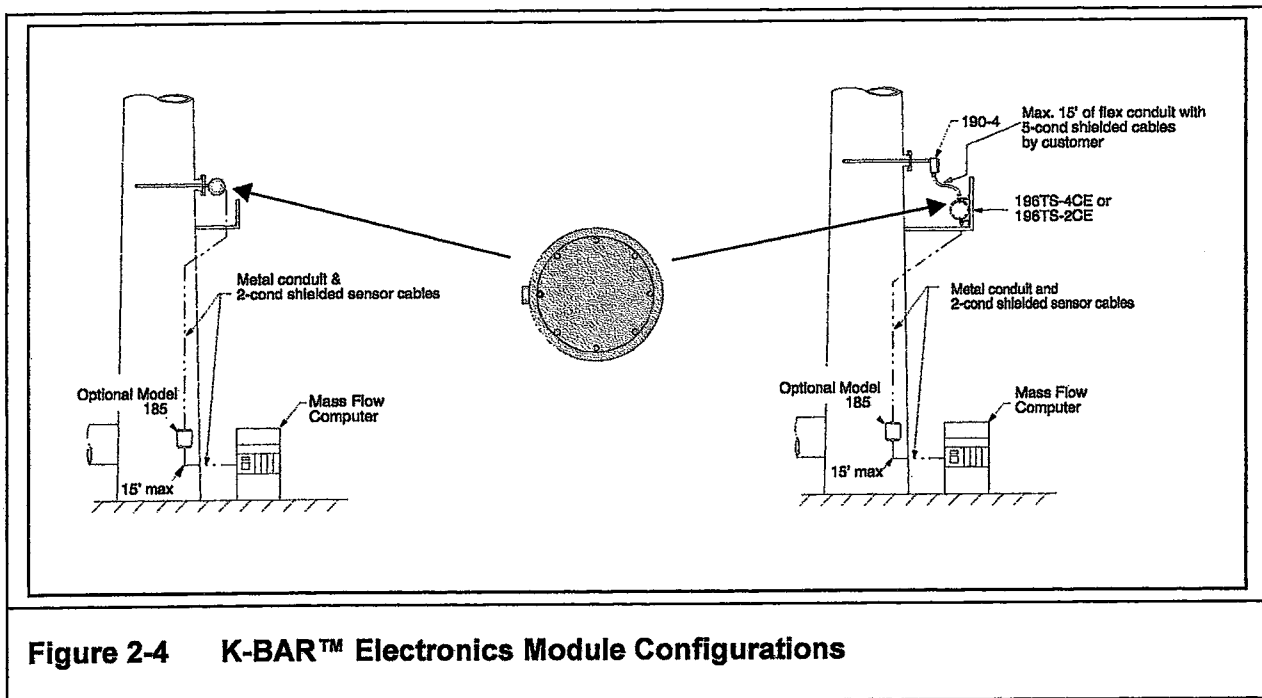 Metal conduit &
2-cond shielded sensor cables
Optional Model
185
Mass Flow
Computer
15' max
190-4
Max. 15' of flex conduit with
5-cond shielded cables
by customer
196TS-4CE or
196TS-2CE
Metal conduit and
2-cond shielded sensor cables
Optional Model
185
Mass Flow
Computer
15' max
Figure 2-4 K-BAR™ Electronics Module Configurations